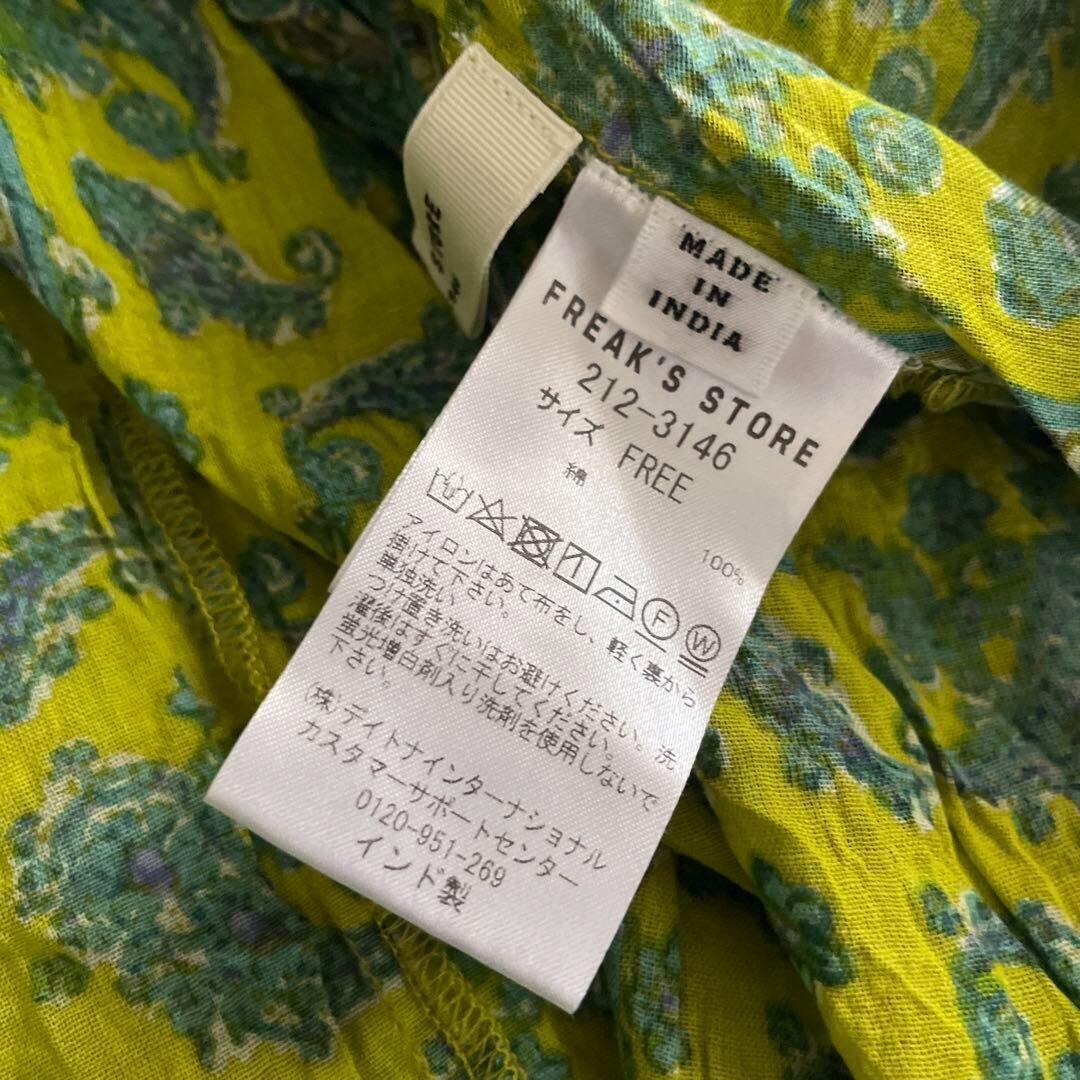 MADE
IN
INDIA
FREAK'S STORE
212-3146
サイズ FREE
綿 100%
F W
アイロンはあて布をし、軽く裏から
掛けて下さい。
単独洗い
つけ置き洗いはお避けください。洗
濯後はすぐに干してください。
蛍光増白剤入り洗剤を使用しないで
下さい。
(株)デイトナインターナショナル
カスタマーサポートセンター
0120-951-269
インド製